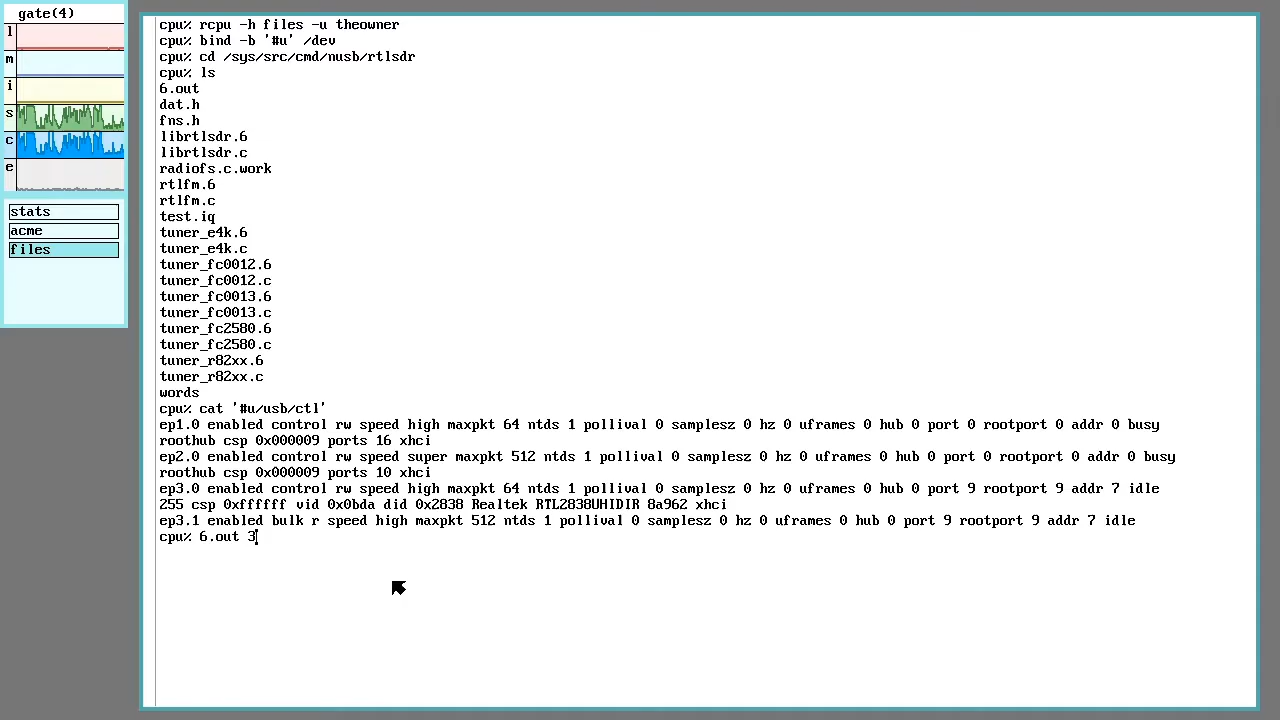 gate(4)
l
m
i
s
c
e
stats
acme
files
cpu% rcpu -h files -u theowner
cpu% bind -b '#u' /dev
cpu% cd /sys/src/cmd/nusb/rtlsdr
cpu% ls
6.out
dat.h
fns.h
librtlsdr.6
librtlsdr.c
radiofs.c.work
rtlfm.6
rtlfm.c
test.iq
tuner_e4k.6
tuner_e4k.c
tuner_fc0012.6
tuner_fc0012.c
tuner_fc0013.6
tuner_fc0013.c
tuner_fc2580.6
tuner_fc2580.c
tuner_r82xx.6
tuner_r82xx.c
words
cpu% cat '#u/usb/ctl'
ep1.0 enabled control rw speed high maxpkt 64 ntds 1 pollival 0 samplesz 0 hz 0 uframes 0 hub 0 port 0 rootport 0 addr 0 busy
roothub csp 0x000009 ports 16 xhci
ep2.0 enabled control rw speed super maxpkt 512 ntds 1 pollival 0 samplesz 0 hz 0 uframes 0 hub 0 port 0 rootport 0 addr 0 busy
roothub csp 0x000009 ports 10 xhci
ep3.0 enabled control rw speed high maxpkt 64 ntds 1 pollival 0 samplesz 0 hz 0 uframes 0 hub 0 port 9 rootport 9 addr 7 idle
255 csp 0xffffff vid 0x0bda did 0x2838 Realtek RTL2838UHIDIR 8a962 xhci
ep3.1 enabled bulk r speed high maxpkt 512 ntds 1 pollival 0 samplesz 0 hz 0 uframes 0 hub 0 port 9 rootport 9 addr 7 idle
cpu% 6.out 3